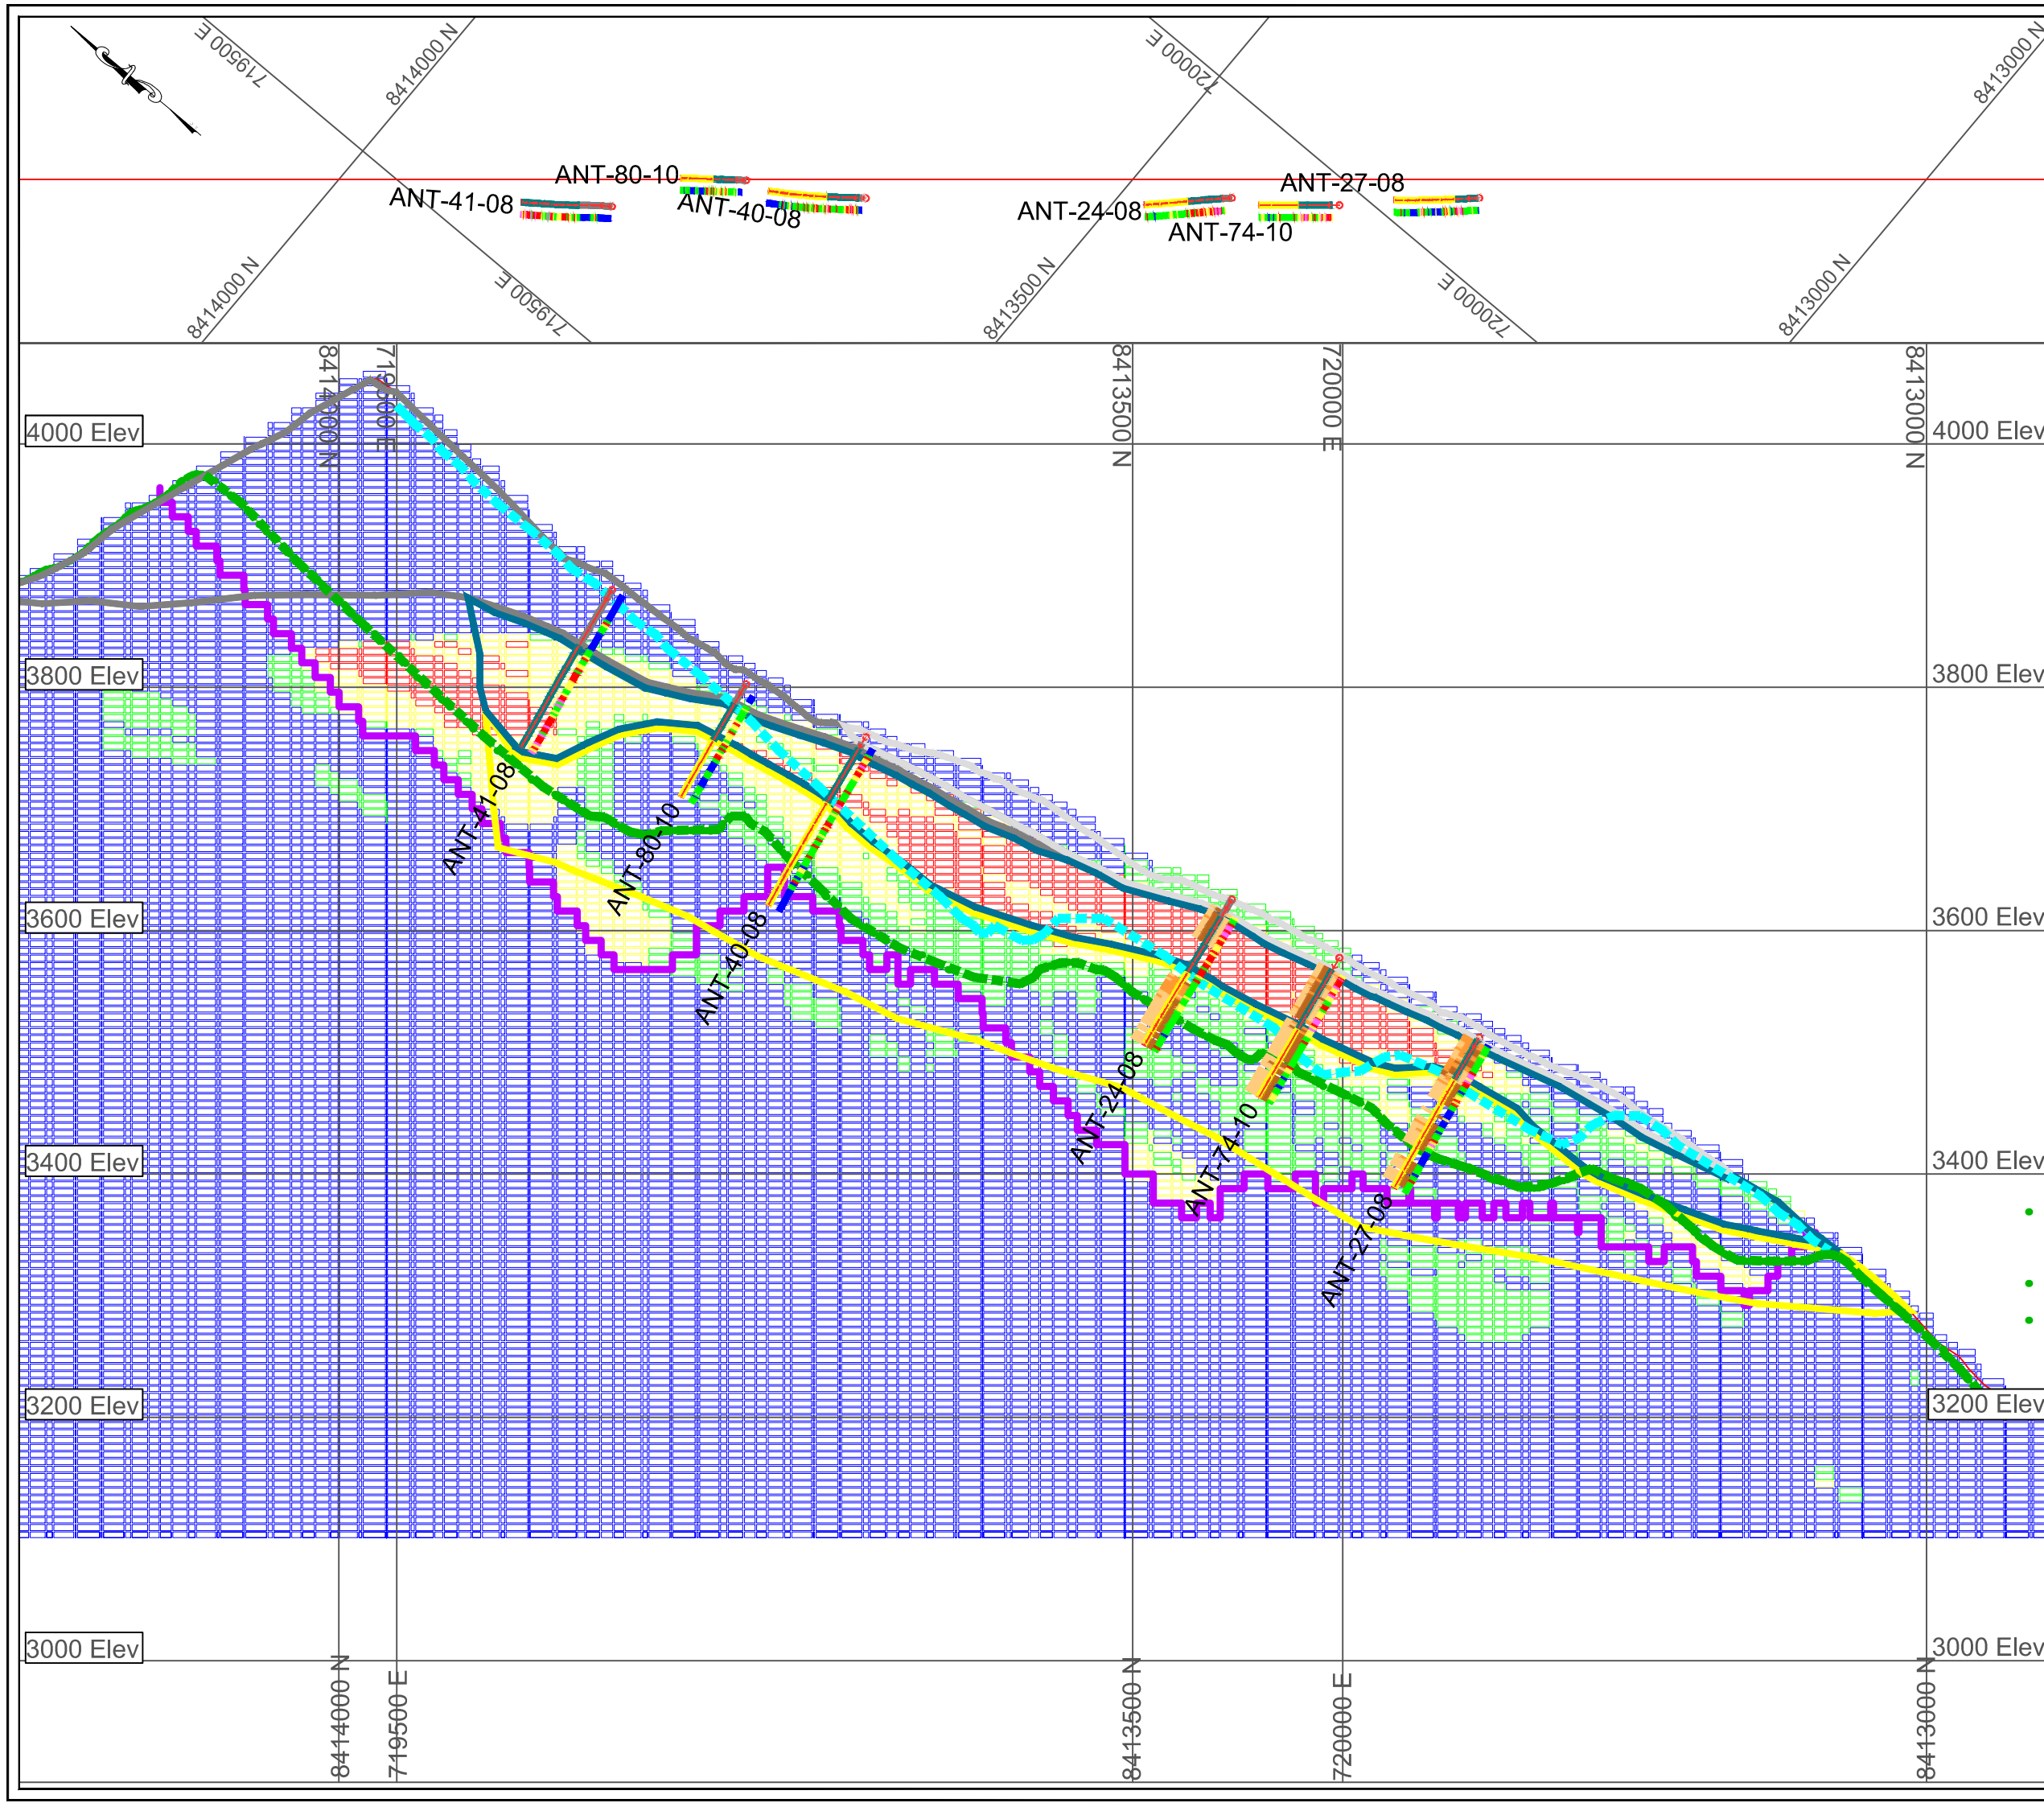 719500 E
8414000 N
720000 E
8413000 N
ANT-80-10
ANT-41-08
ANT-40-08
ANT-27-08
ANT-24-08
ANT-74-10
8414000 N
719500 E
8413500 N
720000 E
8413000 N
8414000 N
719500 E
8413500 N
720000 E
8413000 N
4000 Elev
4000 Elev
3800 Elev
3800 Elev
ANT-41-08
ANT-80-10
3600 Elev
3600 Elev
ANT-40-08
ANT-24-08
ANT-74-10
3400 Elev
3400 Elev
ANT-27-08
3200 Elev
3200 Elev
3000 Elev
3000 Elev
8414000 N
719500 E
8413500 N
720000 E
8413000 N